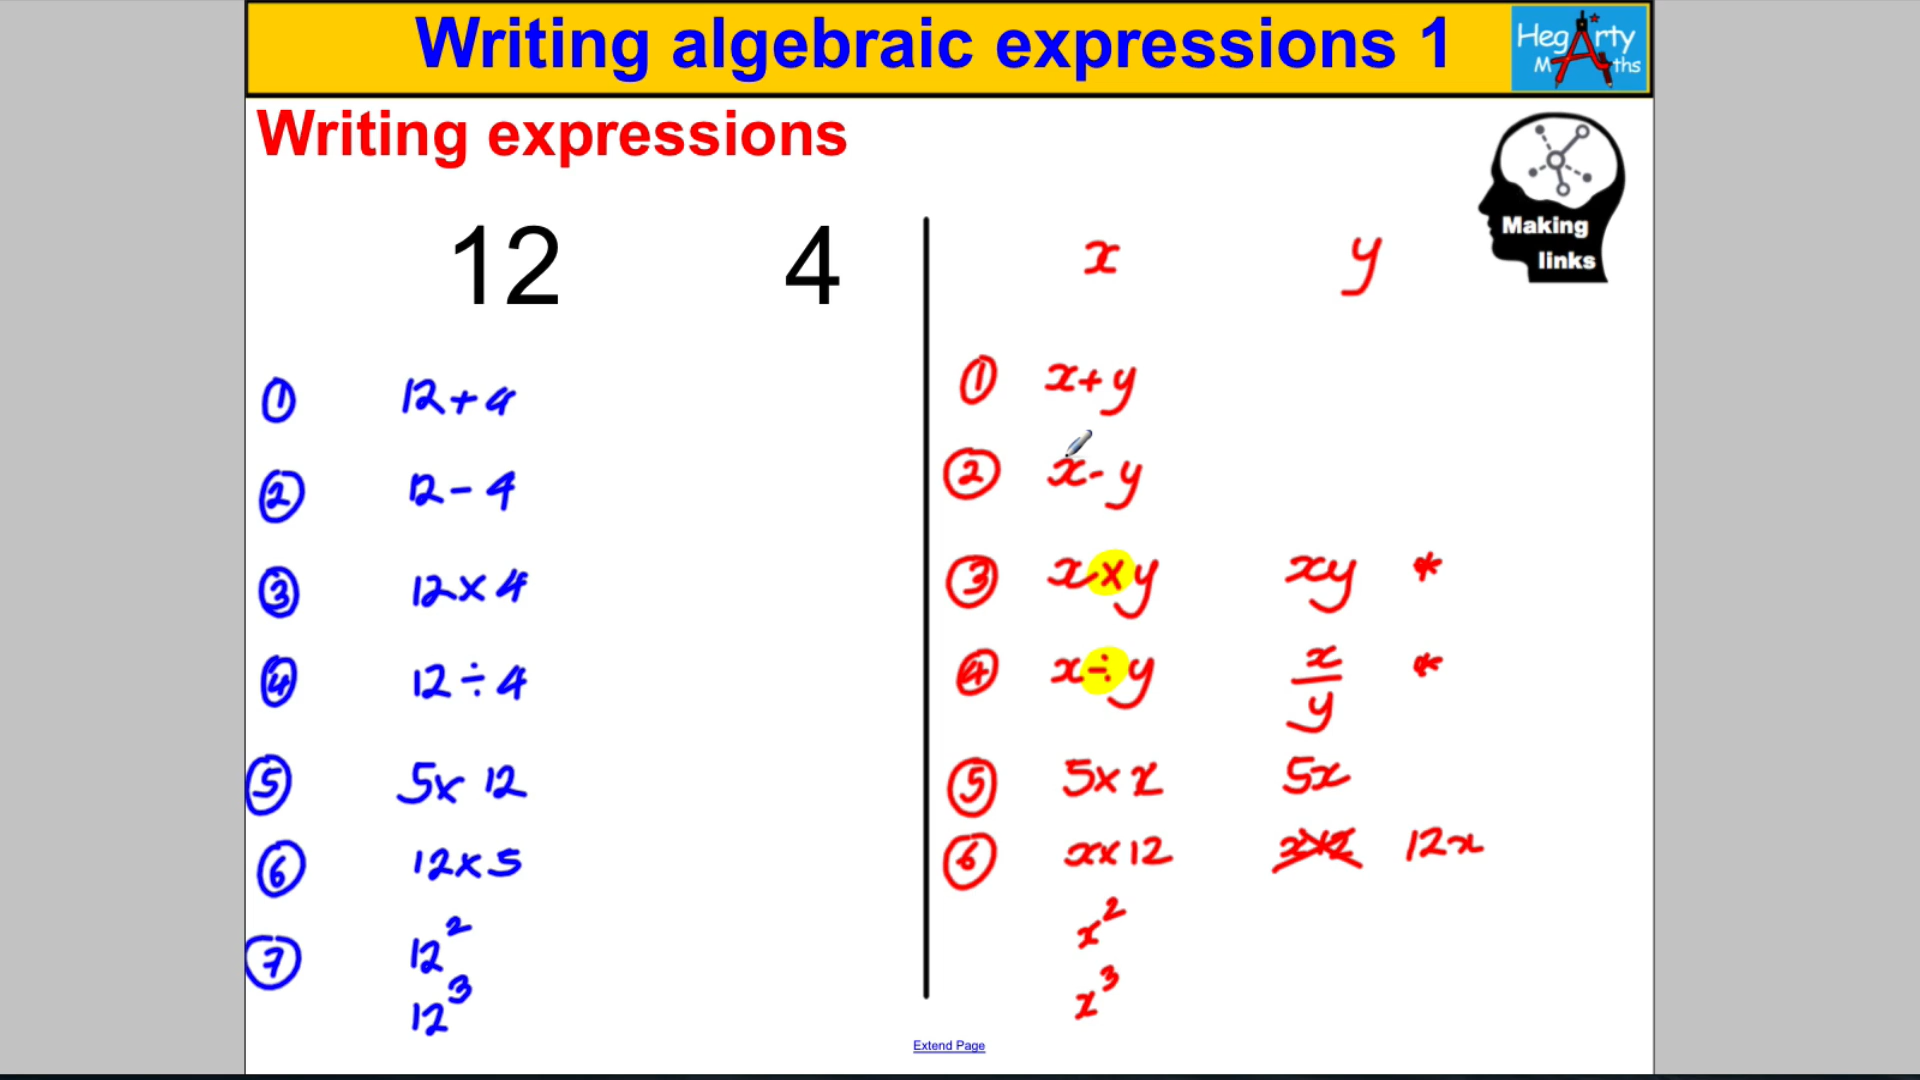 Writing algebraic expressions 1
HegArty
Maths
Writing expressions
Making
links
12 4
x y
① 12+4
② 12-4
③ 12×4
④ 12÷4
⑤ 5× 12
⑥ 12×5
⑦ 12²
12³
① x+y
② x-y
③ x×y xy *
④ x÷y x/y *
⑤ 5×x 5x
⑥ x×12 x12 12x
x²
x³
Extend Page